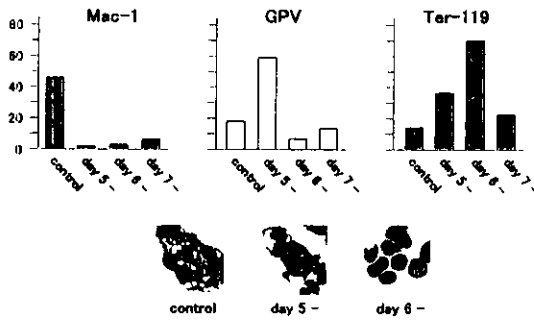 Mac-1 GPV Ter-119
80
60
40
20
0
control day 5 - day 6 - day 7 -
control day 5 - day 6 - day 7 -
control day 5 - day 6 - day 7 -
control day 5 - day 6 -